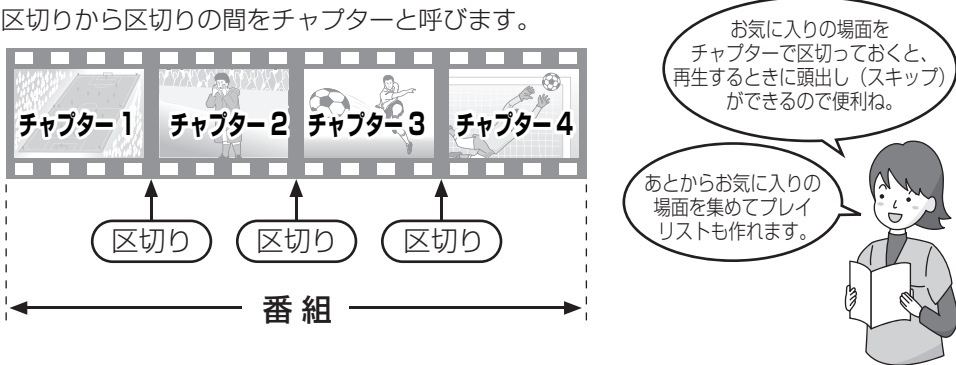 区切りから区切りの間をチャプターと呼びます。
チャプター 1
チャプター 2
チャプター 3
チャプター 4
区切り
区切り
区切り
番 組
お気に入りの場面を
チャプターで区切っておくと、
再生するときに頭出し（スキップ）
ができるので便利ね。
あとからお気に入りの
場面を集めてプレイ
リストも作れます。